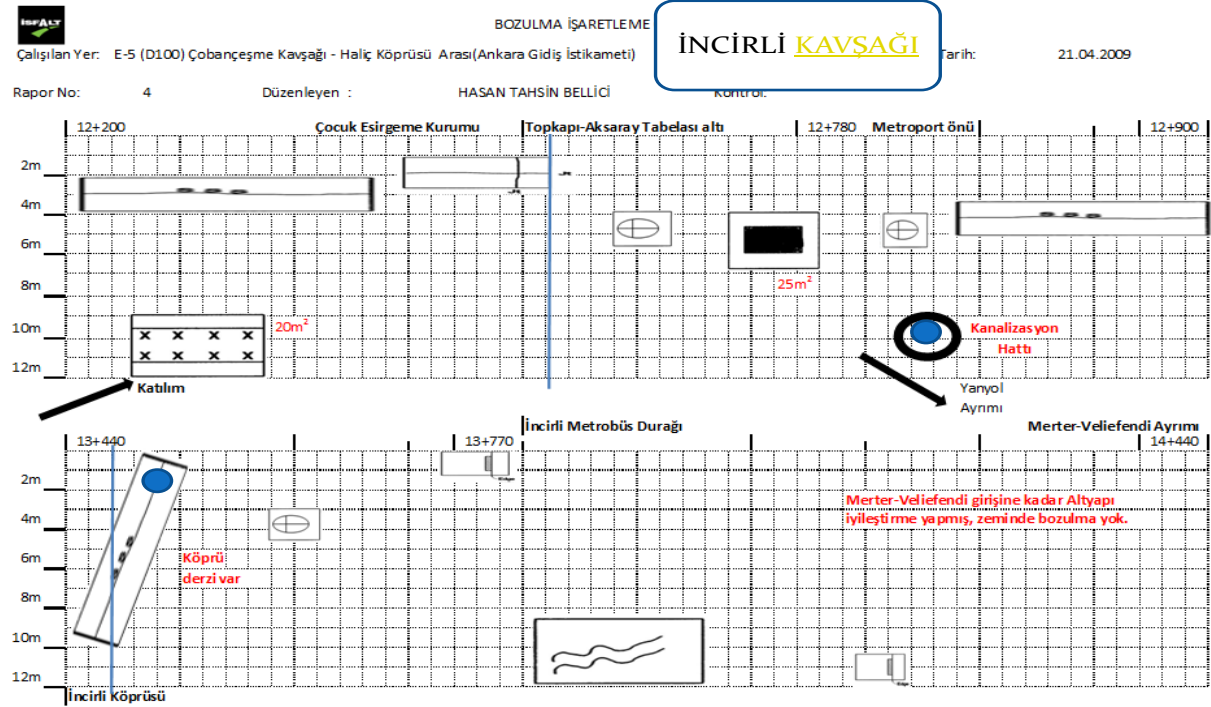 İSFALT
BOZULMA İŞARETLEME
İNCİRLİ KAVŞAĞI
Çalışılan Yer: E-5 (D100) Çobançeşme Kavşağı - Haliç Köprüsü Arası(Ankara Gidiş İstikameti)
Tarih: 21.04.2009
Rapor No: 4 Düzenleyen : HASAN TAHSİN BELLİCİ Kontrol:
12+200 Çocuk Esirgeme Kurumu Topkapı-Aksaray Tabelası altı 12+780 Metroport önü 12+900
2m
4m
6m
8m
25m²
10m
20m²
Kanalizasyon
Hattı
12m
Katılım
Yanyol
Ayrımı
İncirli Metrobüs Durağı Merter-Veliefendi Ayrımı
13+440 13+770 14+440
2m
Merter-Veliefendi girişine kadar Altyapı
4m
iyileştirme yapmış, zeminde bozulma yok.
6m
Köprü
derzi var
8m
10m
12m
İncirli Köprüsü